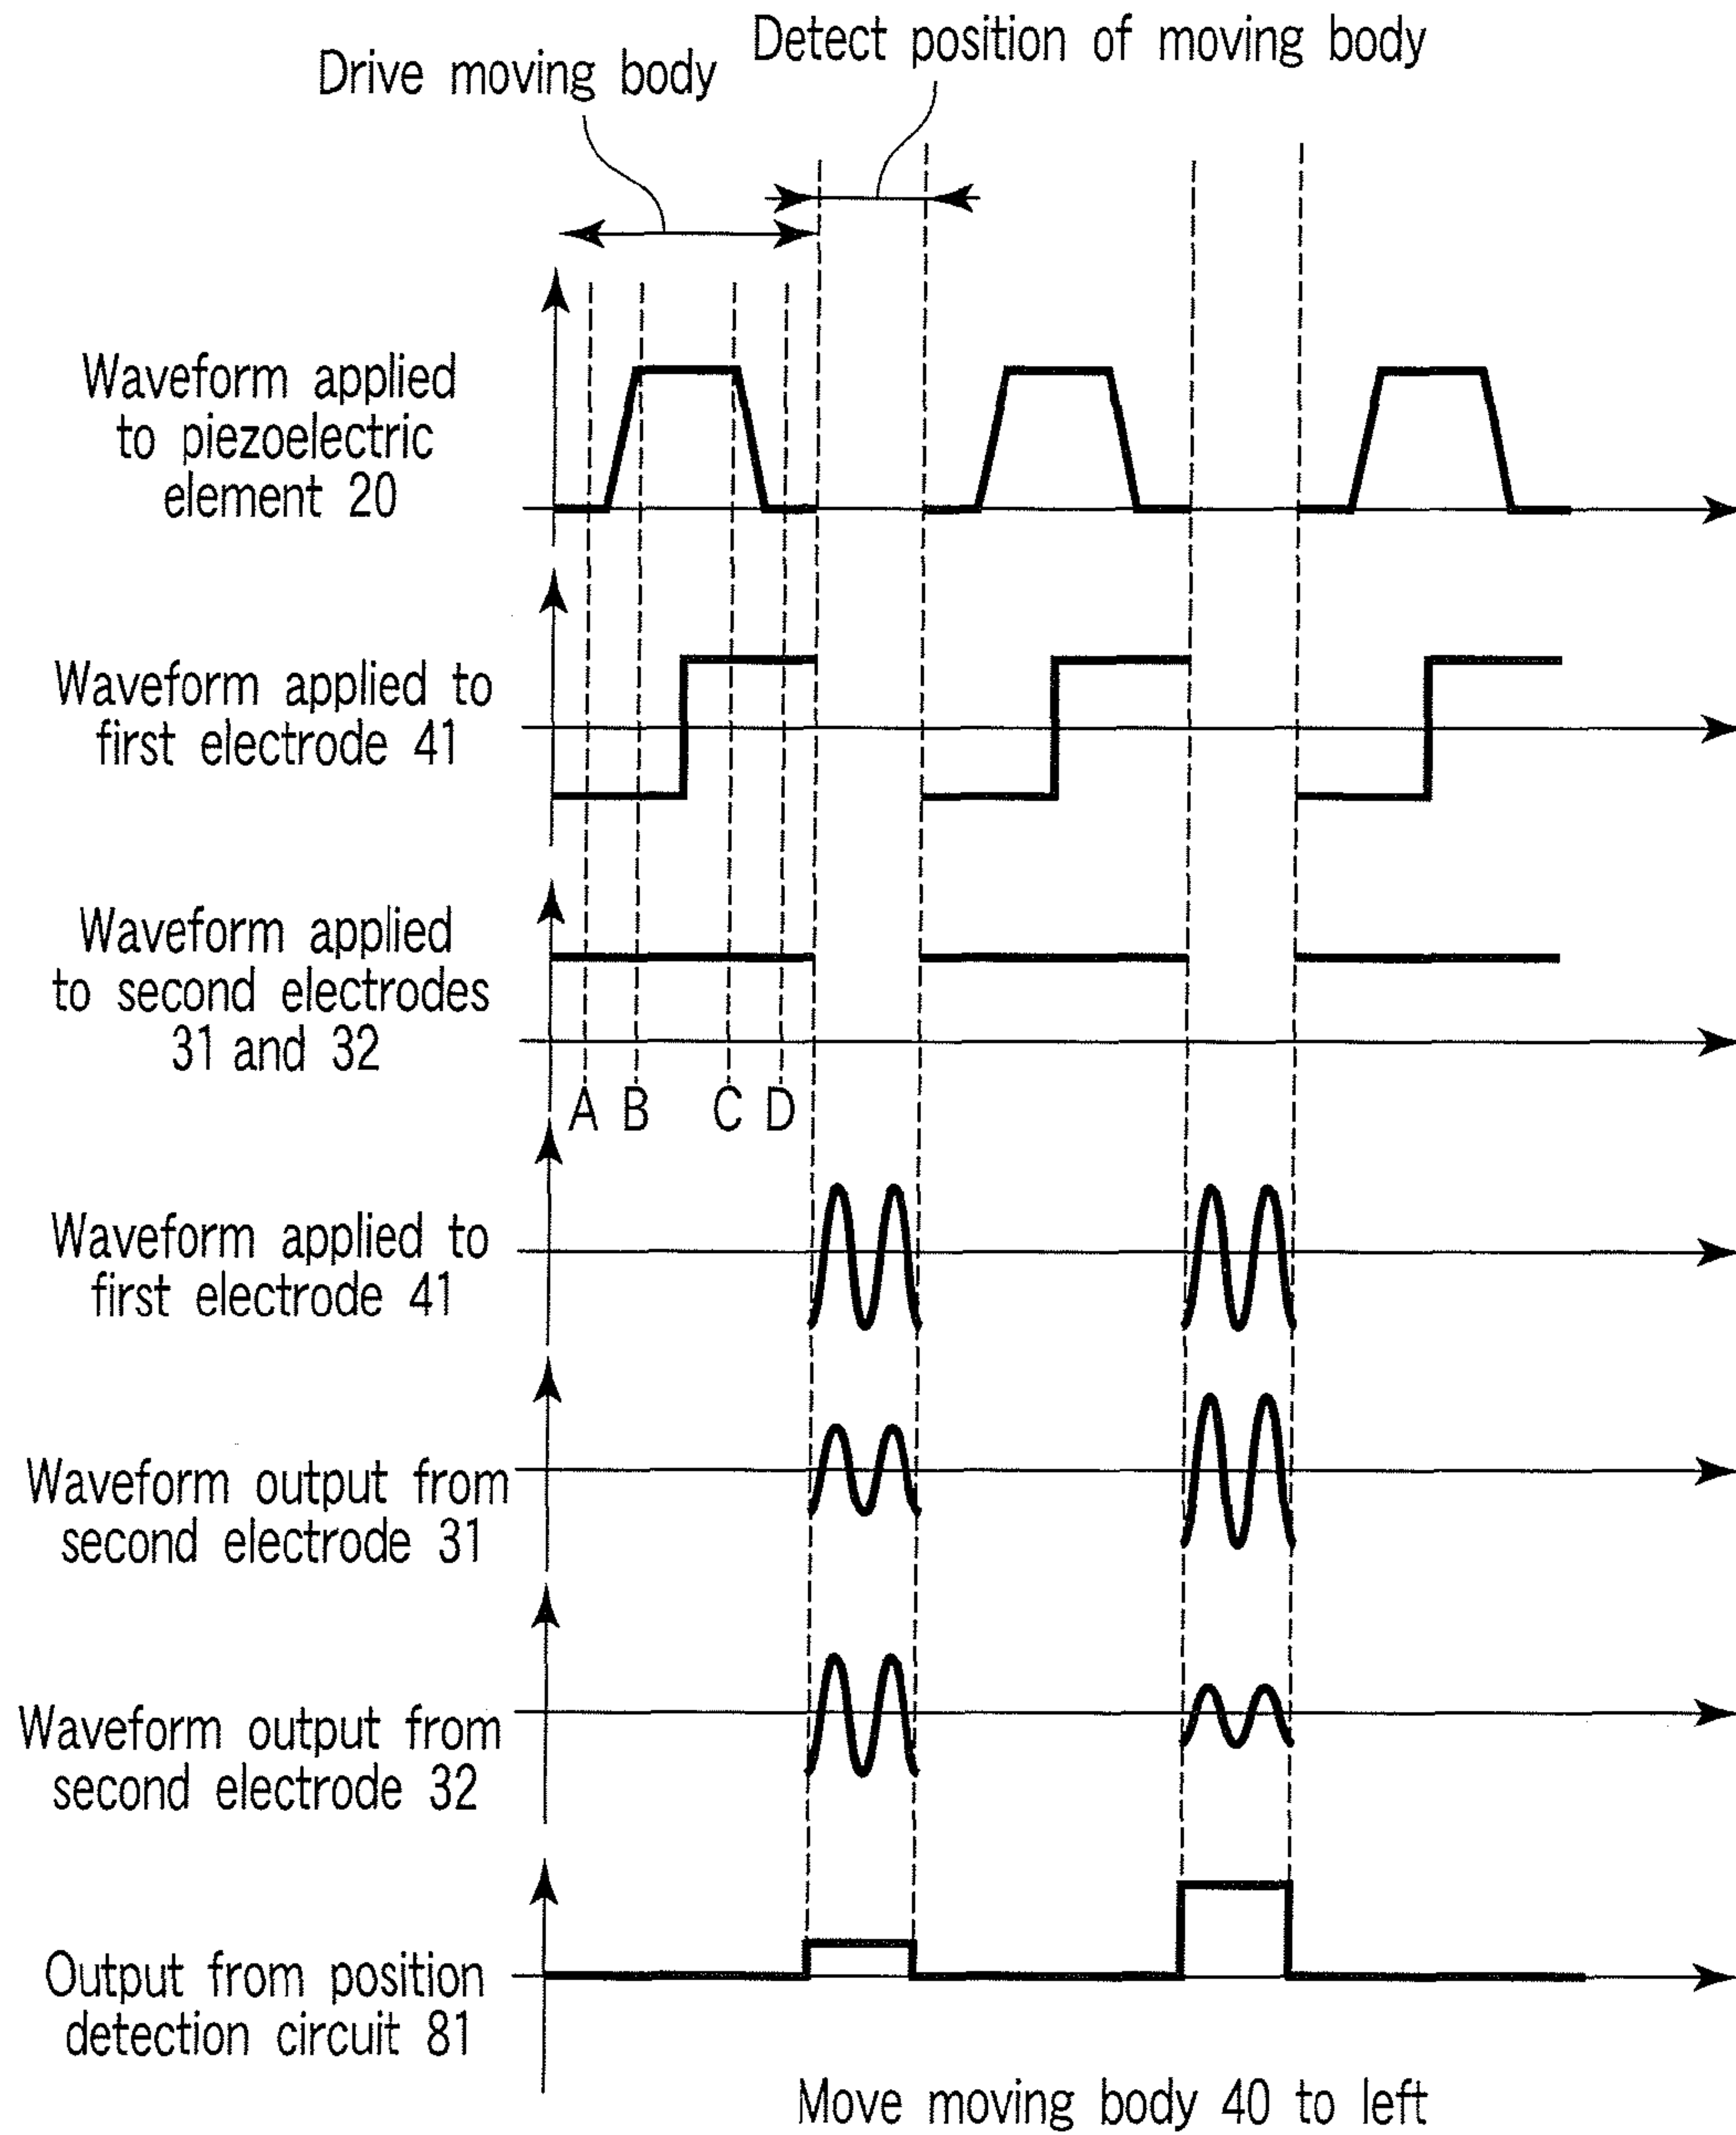 Detect position of moving body
Drive moving body
Waveform applied
to piezoelectric
element 20
Waveform applied to
first electrode 41
Waveform applied
to second electrodes
31 and 32
A B C D
Waveform applied to
first electrode 41
Waveform output from
second electrode 31
Waveform output from
second electrode 32
Output from position
detection circuit 81
Move moving body 40 to left